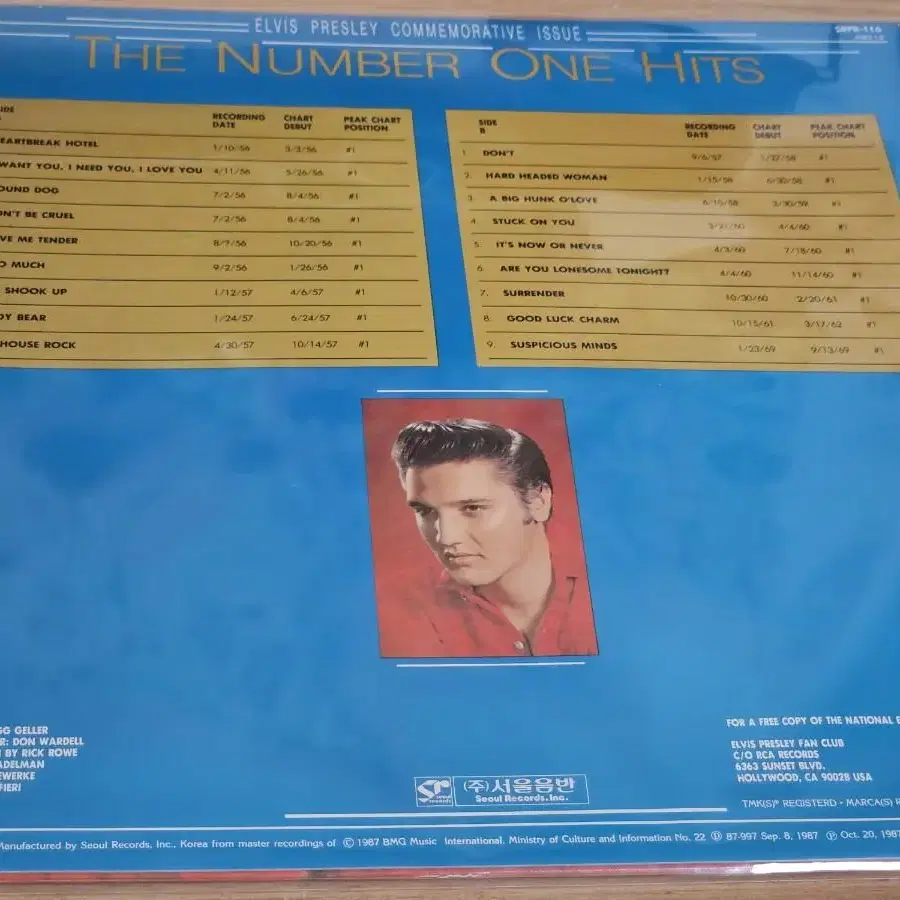 ELVIS PRESLEY COMMEMORATIVE ISSUE
THE NUMBER ONE HITS
IDE RECORDING DATE CHART DEBUT PEAK CHART POSITION
EARTBREAK HOTEL 1/10/56 3/3/56 #1
WANT YOU, I NEED YOU, I LOVE YOU 4/11/56 5/26/56 #1
OUND DOG 7/2/56 8/4/56 #1
N'T BE CRUEL 7/2/56 8/4/56 #1
VE ME TENDER 8/?/56 10/20/56 #1
O MUCH 9/2/56 1/26/56 #1
SHOOK UP 1/12/57 4/6/57 #1
DY BEAR 1/24/57 6/24/57 #1
HOUSE ROCK 4/30/57 10/14/57 #1
SIDE B RECORDING DATE CHART DEBUT PEAK CHART POSITION
1. DON'T 9/6/57 1/27/58 #1
2. HARD HEADED WOMAN 1/15/58 6/30/58 #1
3. A BIG HUNK O'LOVE 6/10/58 #1
4. STUCK ON YOU 4/4/60 #1
5. IT'S NOW OR NEVER 4/3/60 7/18/60 #1
6. ARE YOU LONESOME TONIGHT? 4/4/60 11/14/60 #1
7. SURRENDER 10/30/60 2/20/61 #1
8. GOOD LUCK CHARM 10/15/61 3/17/62 #1
9. SUSPICIOUS MINDS 1/23/69 9/13/69 #1
GG GELLER
R: DON WARDELL
BY RICK ROWE
ADELMAN
EWERKE
FIERI
FOR A FREE COPY OF THE NATIONAL E
ELVIS PRESLEY FAN CLUB
C/O RCA RECORDS
6363 SUNSET BLVD.
HOLLYWOOD, CA 90028 USA
TMK(S)® REGISTERD • MARCA(S) R
sr seoul records
(주)서울음반
Seoul Records.Inc.
Manufactured by Seoul Records, Inc., Korea from master recordings of © 1987 BMG Music International. Ministry of Culture and Information No. 22 Ⓓ 87-997 Sep. 8, 1987 Ⓟ Oct. 20, 1987